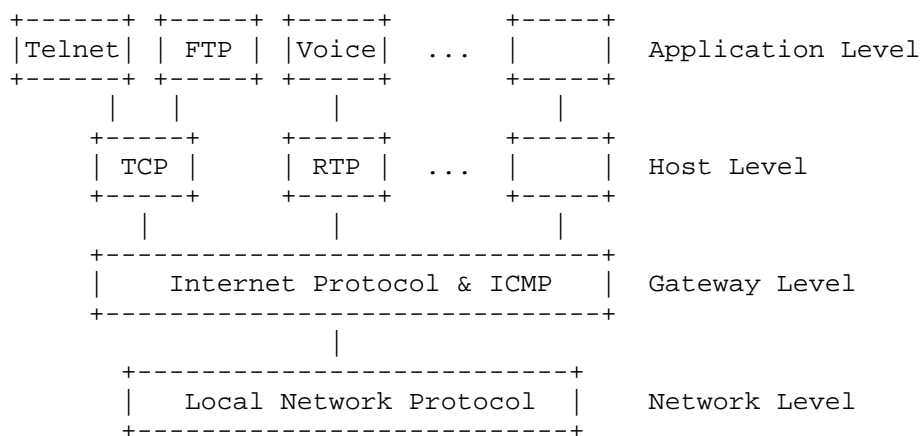 Telnet FTP Voice ... Application Level
TCP RTP ... Host Level
Internet Protocol & ICMP Gateway Level
Local Network Protocol Network Level